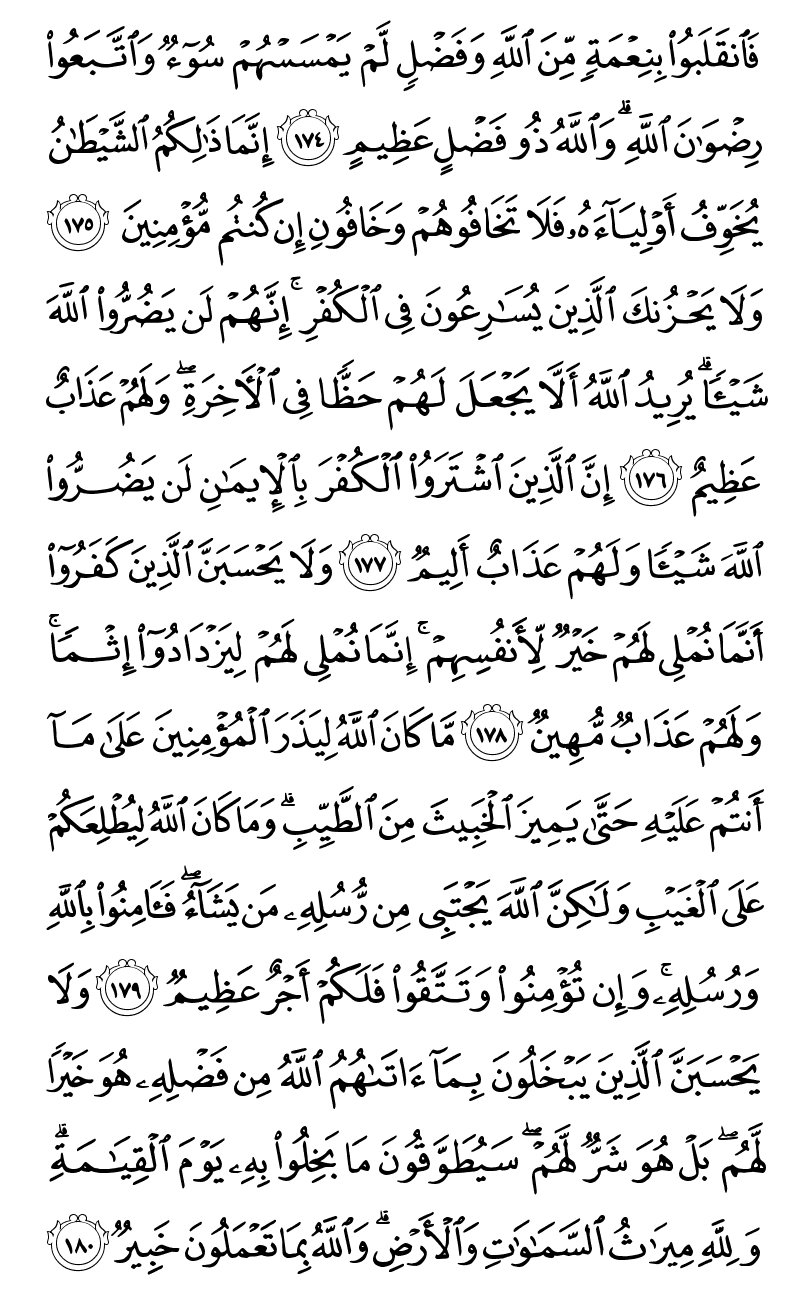 فَٱنقَلَبُوا۟ بِنِعْمَةٍ مِّنَ ٱللَّهِ وَفَضْلٍ لَّمْ يَمْسَسْهُمْ سُوٓءٌ وَٱتَّبَعُوا۟
رِضْوَٰنَ ٱللَّهِ ۗ وَٱللَّهُ ذُو فَضْلٍ عَظِيمٍ ١٧٤ إِنَّمَا ذَٰلِكُمُ ٱلشَّيْطَٰنُ
يُخَوِّفُ أَوْلِيَآءَهُۥ فَلَا تَخَافُوهُمْ وَخَافُونِ إِن كُنتُم مُّؤْمِنِينَ ١٧٥
وَلَا يَحْزُنكَ ٱلَّذِينَ يُسَٰرِعُونَ فِى ٱلْكُفْرِ ۚ إِنَّهُمْ لَن يَضُرُّوا۟ ٱللَّهَ
شَيْـًٔا ۗ يُرِيدُ ٱللَّهُ أَلَّا يَجْعَلَ لَهُمْ حَظًّا فِى ٱلْـَٔاخِرَةِ ۖ وَلَهُمْ عَذَابٌ
عَظِيمٌ ١٧٦ إِنَّ ٱلَّذِينَ ٱشْتَرَوُا۟ ٱلْكُفْرَ بِٱلْإِيمَٰنِ لَن يَضُرُّوا۟
ٱللَّهَ شَيْـًٔا وَلَهُمْ عَذَابٌ أَلِيمٌ ١٧٧ وَلَا يَحْسَبَنَّ ٱلَّذِينَ كَفَرُوٓا۟
أَنَّمَا نُمْلِى لَهُمْ خَيْرٌ لِّأَنفُسِهِمْ ۚ إِنَّمَا نُمْلِى لَهُمْ لِيَزْدَادُوٓا۟ إِثْمًا ۚ
وَلَهُمْ عَذَابٌ مُّهِينٌ ١٧٨ مَّا كَانَ ٱللَّهُ لِيَذَرَ ٱلْمُؤْمِنِينَ عَلَىٰ مَآ
أَنتُمْ عَلَيْهِ حَتَّىٰ يَمِيزَ ٱلْخَبِيثَ مِنَ ٱلطَّيِّبِ ۗ وَمَا كَانَ ٱللَّهُ لِيُطْلِعَكُمْ
عَلَى ٱلْغَيْبِ وَلَٰكِنَّ ٱللَّهَ يَجْتَبِى مِن رُّسُلِهِۦ مَن يَشَآءُ ۖ فَـَٔامِنُوا۟ بِٱللَّهِ
وَرُسُلِهِۦ ۚ وَإِن تُؤْمِنُوا۟ وَتَتَّقُوا۟ فَلَكُمْ أَجْرٌ عَظِيمٌ ١٧٩ وَلَا
يَحْسَبَنَّ ٱلَّذِينَ يَبْخَلُونَ بِمَآ ءَاتَىٰهُمُ ٱللَّهُ مِن فَضْلِهِۦ هُوَ خَيْرًا
لَّهُم ۖ بَلْ هُوَ شَرٌّ لَّهُمْ ۖ سَيُطَوَّقُونَ مَا بَخِلُوا۟ بِهِۦ يَوْمَ ٱلْقِيَٰمَةِ ۗ
وَلِلَّهِ مِيرَٰثُ ٱلسَّمَٰوَٰتِ وَٱلْأَرْضِ ۗ وَٱللَّهُ بِمَا تَعْمَلُونَ خَبِيرٌ ١٨٠